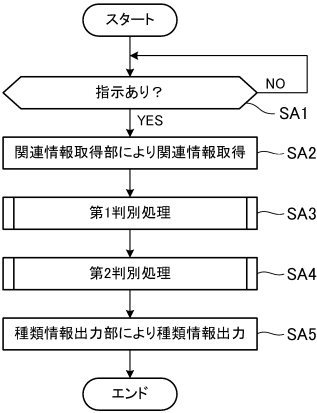 スタート
指示あり？
NO
SA1
YES
関連情報取得部により関連情報取得
SA2
第1判別処理
SA3
第2判別処理
SA4
種類情報出力部により種類情報出力
SA5
エンド